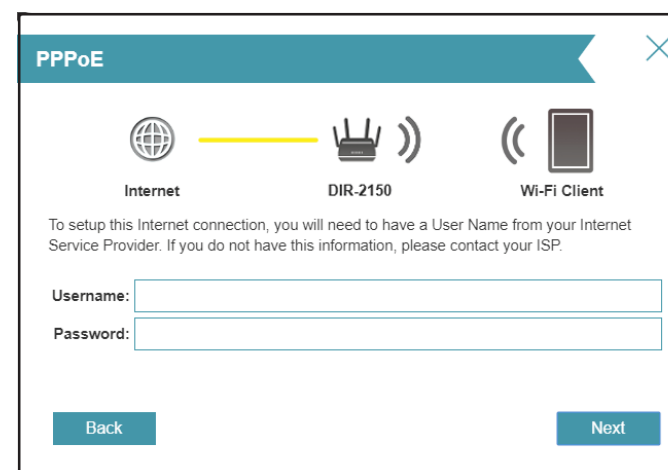 PPPoE
Internet
DIR-2150
Wi-Fi Client
To setup this Internet connection, you will need to have a User Name from your Internet
Service Provider. If you do not have this information, please contact your ISP.
Username:
Password:
Back
Next